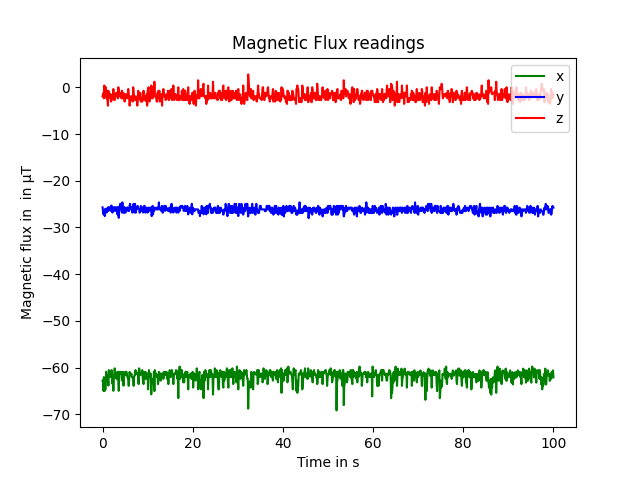 Magnetic Flux readings
x
y
z
0
−10
−20
−30
−40
−50
−60
−70
Magnetic flux in  in μT
0
20
40
60
80
100
Time in s